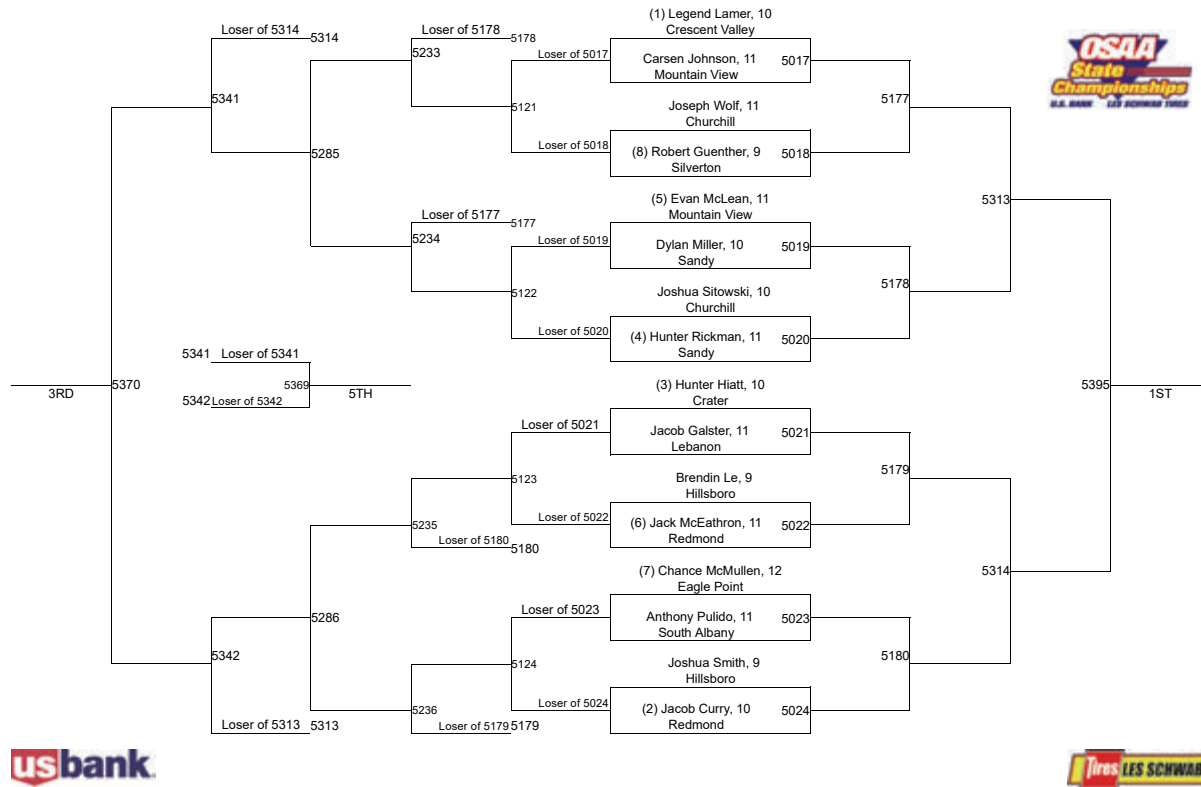 (1) Legend Lamer, 10
Crescent Valley
Loser of 5314
5314
Loser of 5178
5178
OSAA
State
Championships
U.S. BANK LES SCHWAB TIRES
5233
Loser of 5017
Carsen Johnson, 11
5017
Mountain View
5341
5121
Joseph Wolf, 11
Churchill
5177
5285
Loser of 5018
(8) Robert Guenther, 9
5018
Silverton
(5) Evan McLean, 11
Mountain View
5313
Loser of 5177
5177
5234
Loser of 5019
Dylan Miller, 10
5019
Sandy
5122
Joshua Sitowski, 10
Churchill
5178
Loser of 5020
(4) Hunter Rickman, 11
5020
Sandy
5341
Loser of 5341
3RD
5370
5369
5TH
(3) Hunter Hiatt, 10
Crater
5395
1ST
5342
Loser of 5342
Loser of 5021
Jacob Galster, 11
5021
Lebanon
5123
Brendin Le, 9
Hillsboro
5179
5235
Loser of 5022
(6) Jack McEathron, 11
5022
Redmond
Loser of 5180
5180
(7) Chance McMullen, 12
Eagle Point
5314
5286
Loser of 5023
Anthony Pulido, 11
5023
South Albany
5342
5124
Joshua Smith, 9
Hillsboro
5180
5236
Loser of 5024
(2) Jacob Curry, 10
5024
Redmond
Loser of 5313
5313
Loser of 5179
5179
usbank
Tires LES SCHWAB